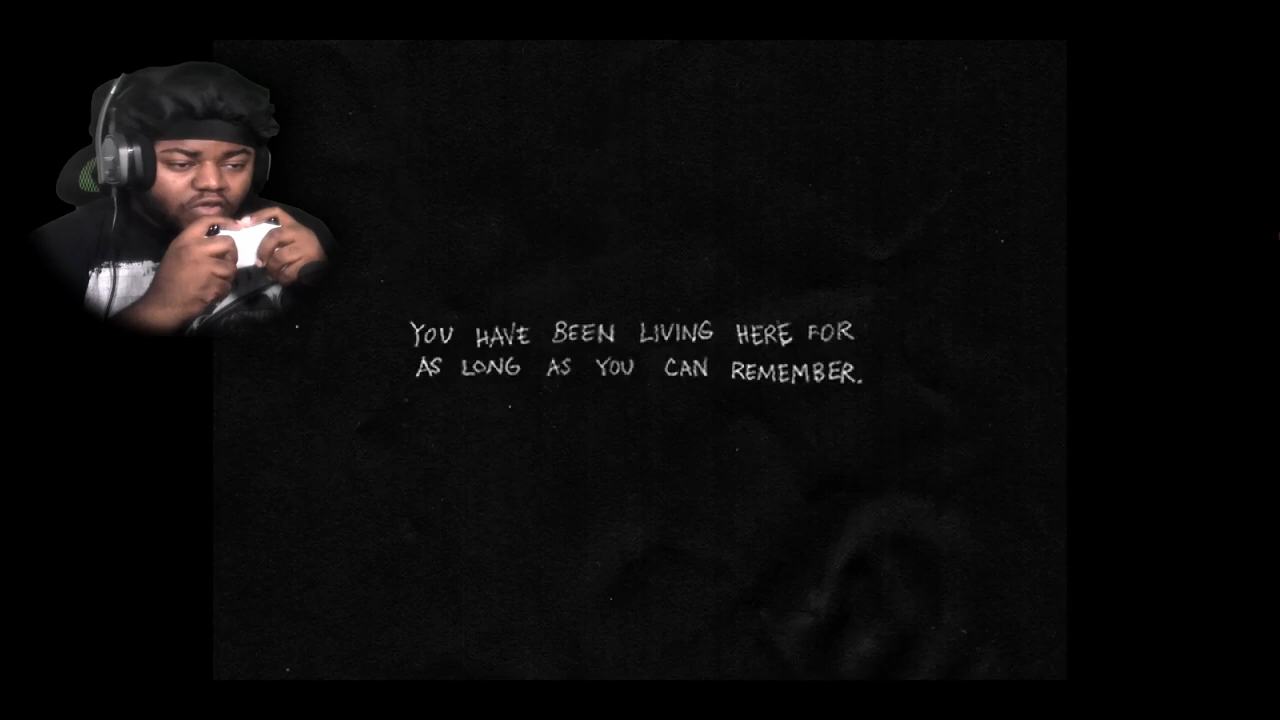 YOU HAVE BEEN LIVING HERE FOR
AS LONG AS YOU CAN REMEMBER.